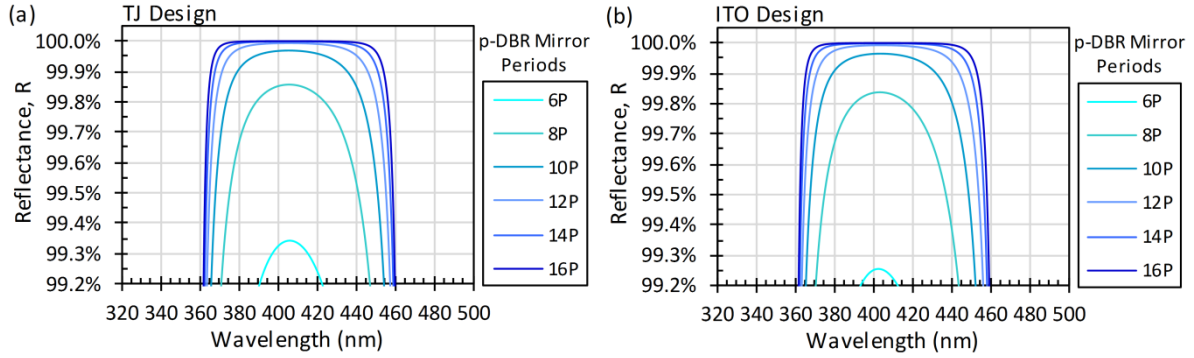 (a)
TJ Design
100.0%
99.9%
99.8%
99.7%
99.6%
99.5%
99.4%
99.3%
99.2%
Reflectance, R
320 340 360 380 400 420 440 460 480 500
Wavelength (nm)
p-DBR Mirror
Periods
6P
8P
10P
12P
14P
16P
(b)
ITO Design
100.0%
99.9%
99.8%
99.7%
99.6%
99.5%
99.4%
99.3%
99.2%
Reflectance, R
320 340 360 380 400 420 440 460 480 500
Wavelength (nm)
p-DBR Mirror
Periods
6P
8P
10P
12P
14P
16P